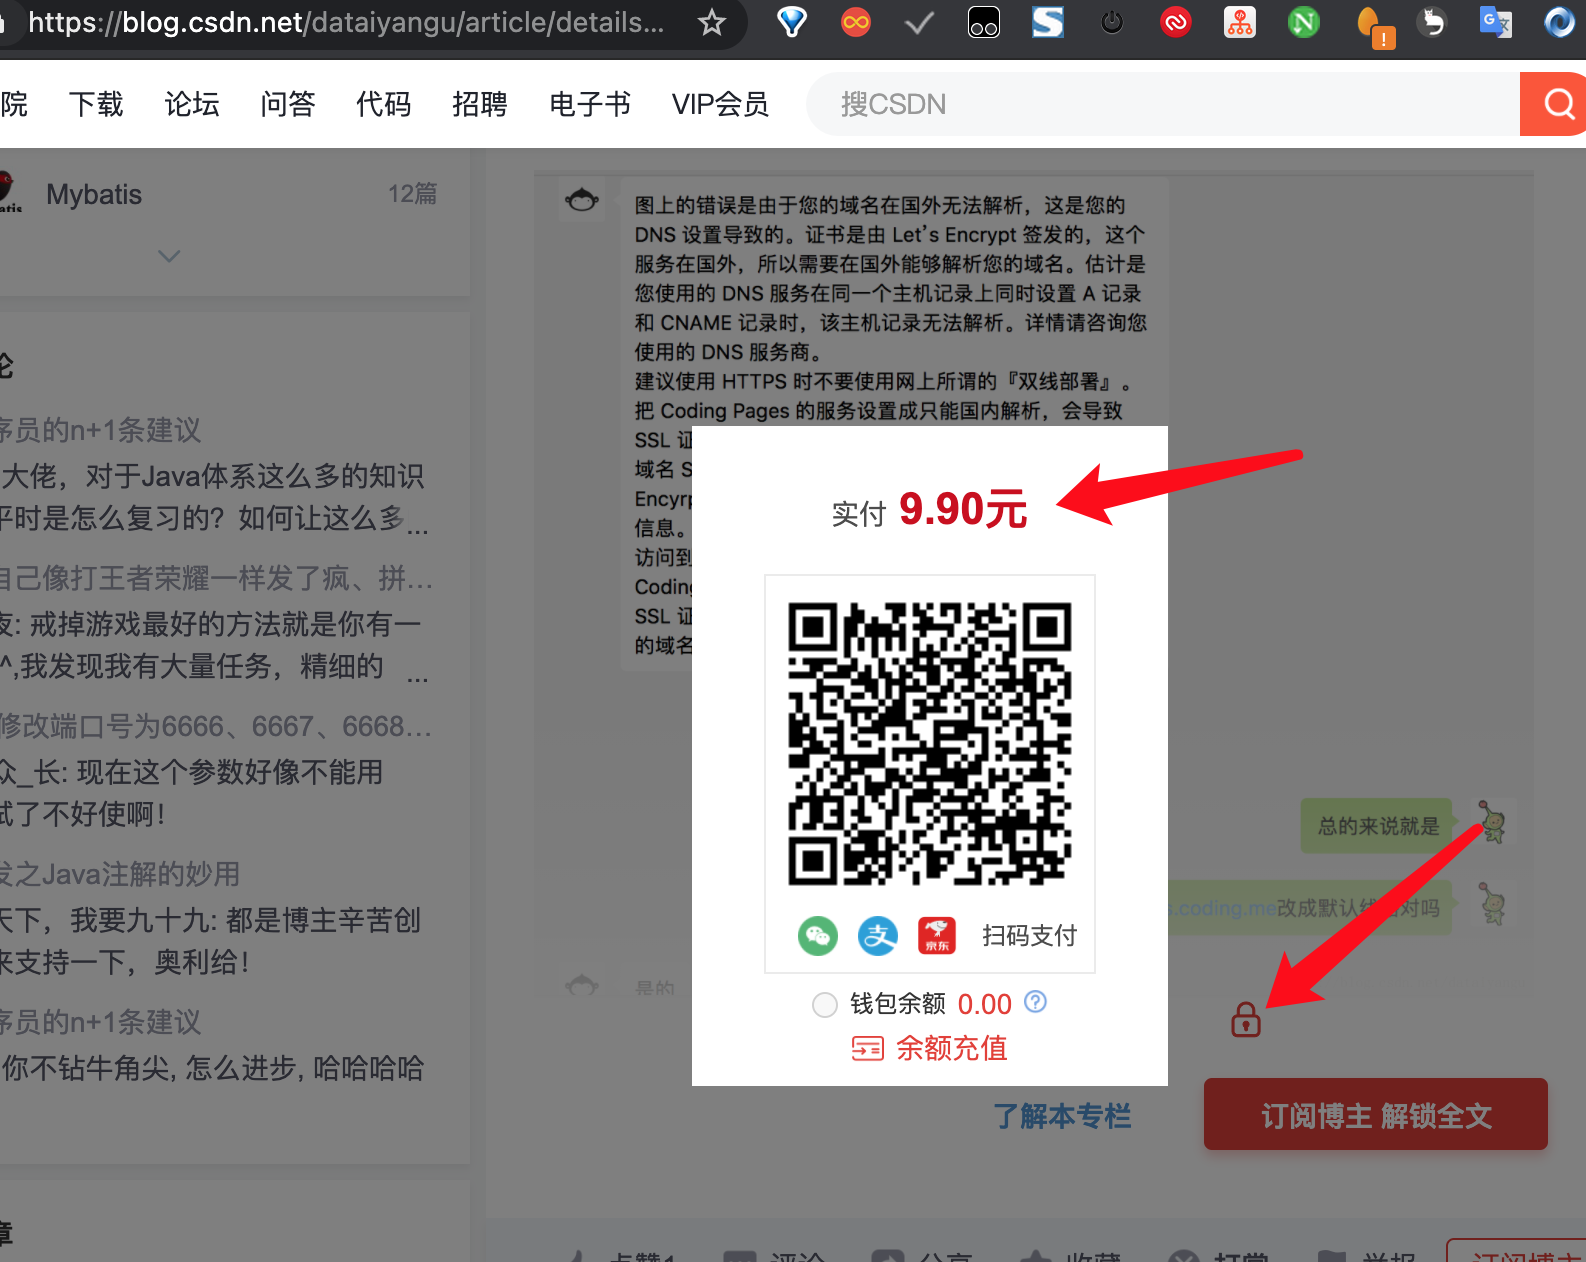 https://blog.csdn.net/dataiyangu/article/details...
院 下载 论坛 问答 代码 招聘 电子书 VIP会员 搜CSDN
Mybatis 12篇
论
序员的n+1条建议
大佬，对于Java体系这么多的知识
平时是怎么复习的？如何让这么多...
自己像打王者荣耀一样发了疯、拼...
夜: 戒掉游戏最好的方法就是你有一
^,我发现我有大量任务，精细的 ...
修改端口号为6666、6667、6668...
众_长: 现在这个参数好像不能用
试了不好使啊！
发之Java注解的妙用
天下，我要九十九: 都是博主辛苦创
来支持一下，奥利给！
序员的n+1条建议
你不钻牛角尖, 怎么进步, 哈哈哈哈
章
图上的错误是由于您的域名在国外无法解析，这是您的
DNS 设置导致的。证书是由 Let's Encrypt 签发的，这个
服务在国外，所以需要在国外能够解析您的域名。估计是
您使用的 DNS 服务在同一个主机记录上同时设置 A 记录
和 CNAME 记录时，该主机记录无法解析。详情请咨询您
使用的 DNS 服务商。
建议使用 HTTPS 时不要使用网上所谓的『双线部署』。
把 Coding Pages 的服务设置成只能国内解析，会导致
SSL 证
域名 S
Encyrp
信息。
访问到
Coding
SSL 证
的域名
实付 9.90元
京东
扫码支付
钱包余额 0.00
余额充值
总的来说就是
s.coding.me改成默认线路对吗
是的
了解本专栏
订阅博主 解锁全文
点赞1 评论 分享 收藏 打赏 举报 订阅博主